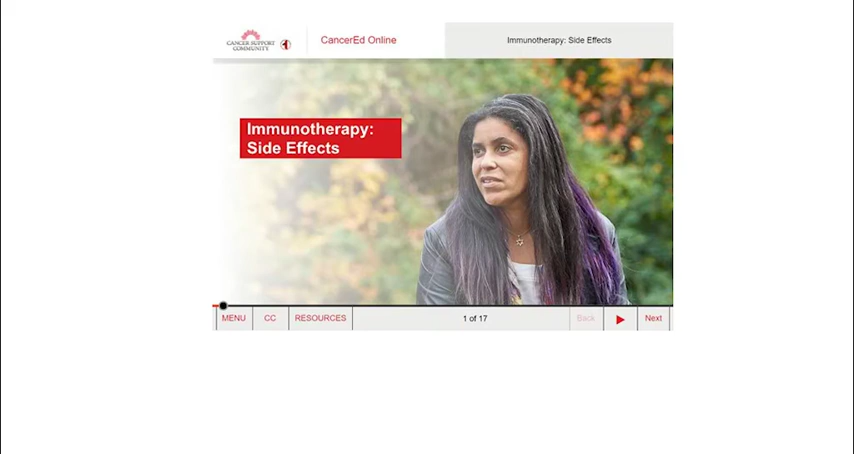 CANCER SUPPORT
COMMUNITY
CancerEd Online
Immunotherapy: Side Effects
Immunotherapy:
Side Effects
MENU
CC
RESOURCES
1 of 17
Back
Next